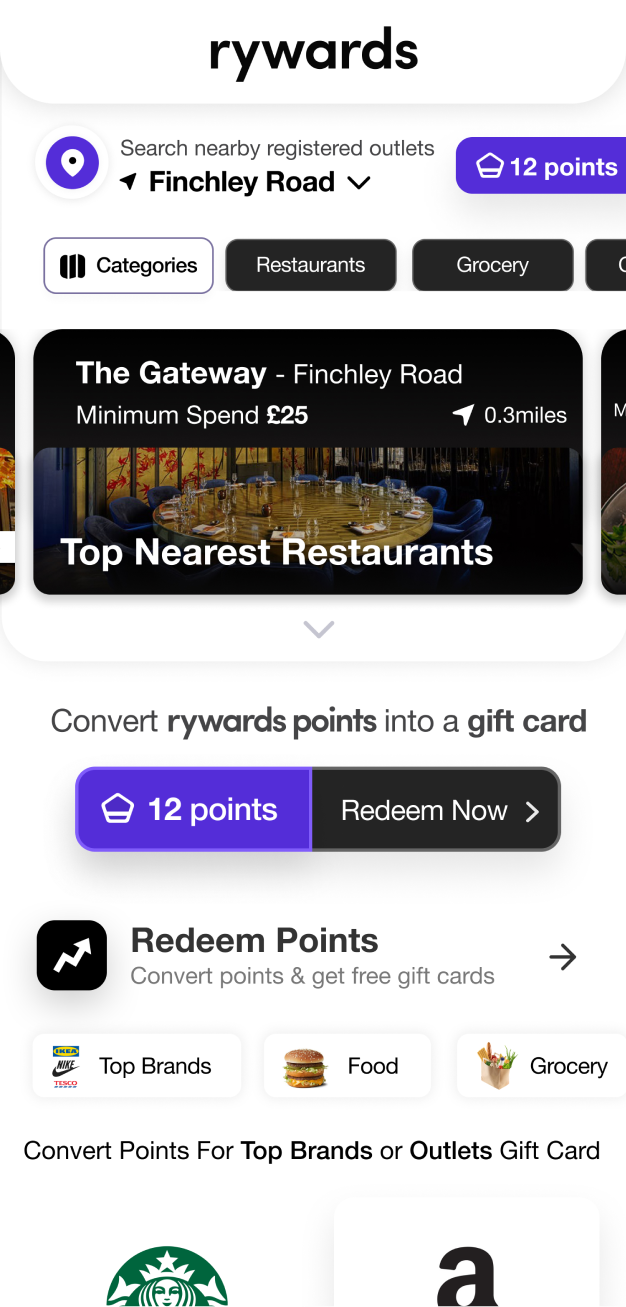 rywards
Search nearby registered outlets
Finchley Road
12 points
Categories
Restaurants
Grocery
The Gateway - Finchley Road
Minimum Spend £25
0.3miles
Top Nearest Restaurants
Convert rywards points into a gift card
12 points
Redeem Now
Redeem Points
Convert points & get free gift cards
IKEA
NIKE
TESCO
Top Brands
Food
Grocery
Convert Points For Top Brands or Outlets Gift Card
a